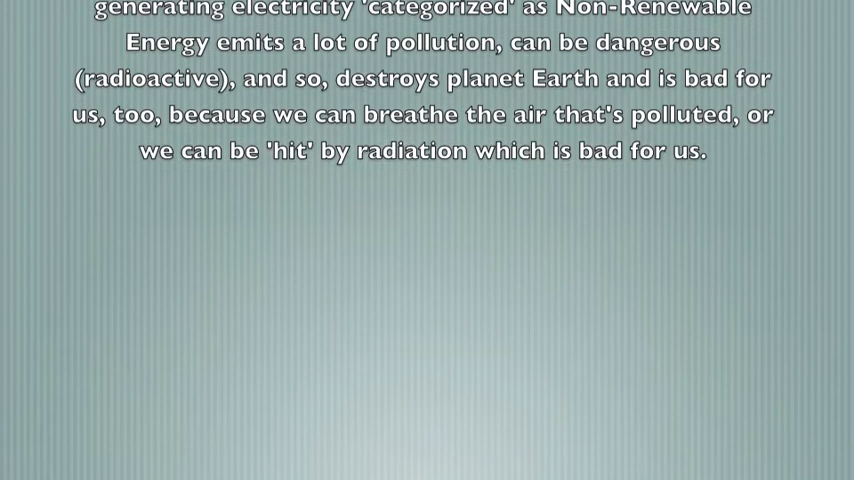 generating electricity 'categorized' as Non-Renewable
Energy emits a lot of pollution, can be dangerous
(radioactive), and so, destroys planet Earth and is bad for
us, too, because we can breathe the air that's polluted, or
we can be 'hit' by radiation which is bad for us.